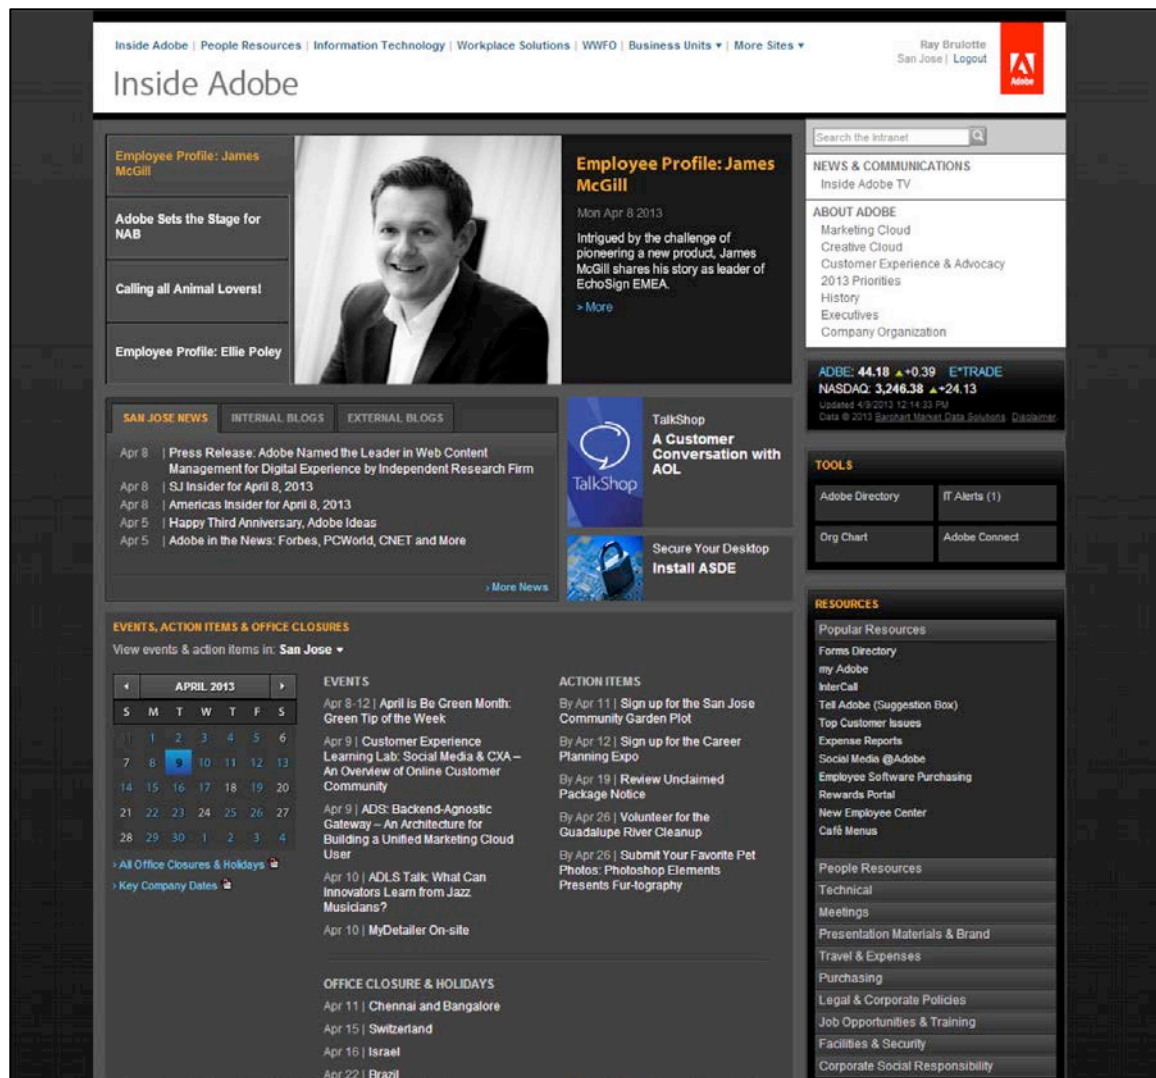 Inside Adobe | People Resources | Information Technology | Workplace Solutions | WWFO | Business Units ▾ | More Sites ▾
Ray Brulotte
San Jose | Logout
Adobe
Inside Adobe
Employee Profile: James
McGill
Adobe Sets the Stage for
NAB
Calling all Animal Lovers!
Employee Profile: Ellie Poley
Employee Profile: James
McGill
Mon Apr 8 2013
Intrigued by the challenge of
pioneering a new product, James
McGill shares his story as leader of
EchoSign EMEA.
> More
Search the Intranet
NEWS & COMMUNICATIONS
Inside Adobe TV
ABOUT ADOBE
Marketing Cloud
Creative Cloud
Customer Experience & Advocacy
2013 Priorities
History
Executives
Company Organization
ADBE: 44.18 ▲+0.39 E*TRADE
NASDAQ: 3,246.38 ▲+24.13
Updated 4/9/2013 12:14:33 PM
Data @ 2013 Barchart Market Data Solutions Disclaimer.
SAN JOSE NEWS INTERNAL BLOGS EXTERNAL BLOGS
Apr 8 | Press Release: Adobe Named the Leader in Web Content
Management for Digital Experience by Independent Research Firm
Apr 8 | SJ Insider for April 8, 2013
Apr 8 | Americas Insider for April 8, 2013
Apr 5 | Happy Third Anniversary, Adobe Ideas
Apr 5 | Adobe in the News: Forbes, PCWorld, CNET and More
› More News
TalkShop
TalkShop
A Customer
Conversation with
AOL
Secure Your Desktop
Install ASDE
TOOLS
Adobe Directory IT Alerts (1)
Org Chart Adobe Connect
RESOURCES
Popular Resources
Forms Directory
my Adobe
InterCall
Tell Adobe (Suggestion Box)
Top Customer Issues
Expense Reports
Social Media @Adobe
Employee Software Purchasing
Rewards Portal
New Employee Center
Café Menus
People Resources
Technical
Meetings
Presentation Materials & Brand
Travel & Expenses
Purchasing
Legal & Corporate Policies
Job Opportunities & Training
Facilities & Security
Corporate Social Responsibility
EVENTS, ACTION ITEMS & OFFICE CLOSURES
View events & action items in: San Jose ▾
APRIL 2013
S M T W T F S
1 2 3 4 5 6
7 8 9 10 11 12 13
14 15 16 17 18 19 20
21 22 23 24 25 26 27
28 29 30 1 2 3 4
› All Office Closures & Holidays
› Key Company Dates
EVENTS
Apr 8-12 | April is Be Green Month:
Green Tip of the Week
Apr 9 | Customer Experience
Learning Lab: Social Media & CXA –
An Overview of Online Customer
Community
Apr 9 | ADS: Backend-Agnostic
Gateway – An Architecture for
Building a Unified Marketing Cloud
User
Apr 10 | ADLS Talk: What Can
Innovators Learn from Jazz
Musicians?
Apr 10 | MyDetailer On-site
ACTION ITEMS
By Apr 11 | Sign up for the San Jose
Community Garden Plot
By Apr 12 | Sign up for the Career
Planning Expo
By Apr 19 | Review Unclaimed
Package Notice
By Apr 26 | Volunteer for the
Guadalupe River Cleanup
By Apr 26 | Submit Your Favorite Pet
Photos: Photoshop Elements
Presents Fur-tography
OFFICE CLOSURE & HOLIDAYS
Apr 11 | Chennai and Bangalore
Apr 15 | Switzerland
Apr 16 | Israel
Apr 22 | Brazil